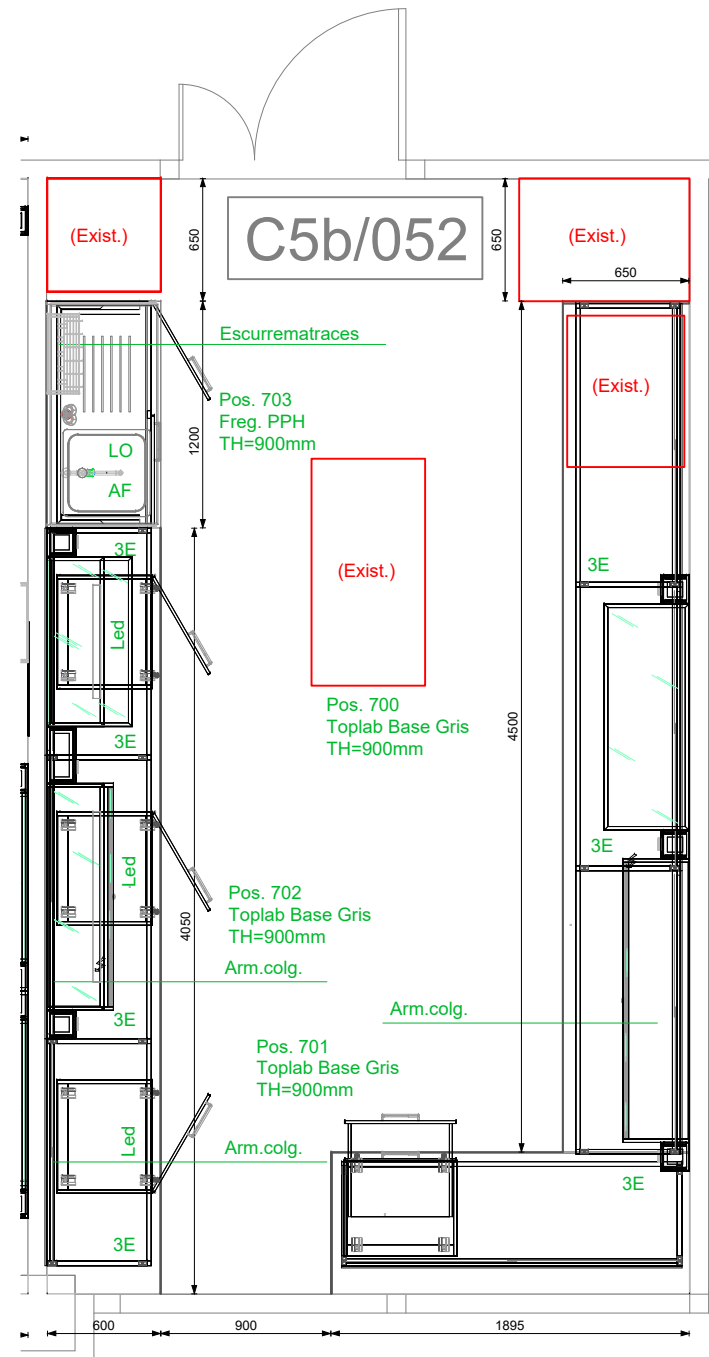 (Exist.)
650
C5b/052
650
(Exist.)
650
Escurrematraces
Pos. 703
Freg. PPH
TH=900mm
1200
LO
AF
(Exist.)
(Exist.)
3E
3E
Led
3E
Pos. 700
Toplab Base Gris
TH=900mm
4500
3E
Led
Pos. 702
Toplab Base Gris
TH=900mm
4050
Arm.colg.
Arm.colg.
3E
Pos. 701
Toplab Base Gris
TH=900mm
Led
Arm.colg.
3E
3E
600
900
1895